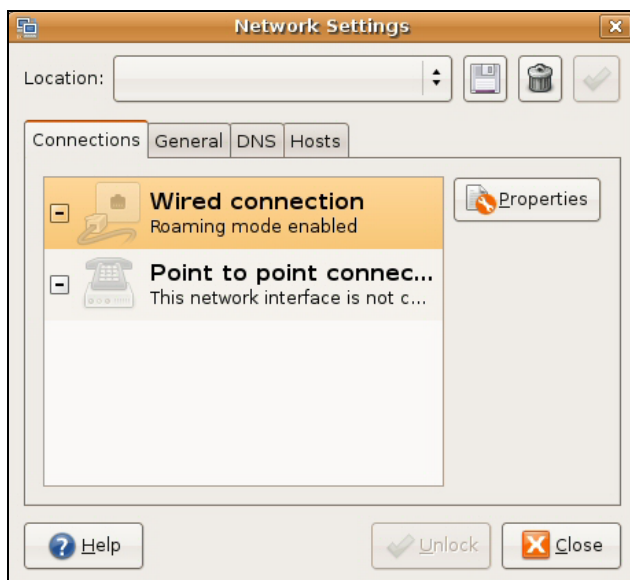 Network Settings
Location:
Connections General DNS Hosts
Wired connection
Roaming mode enabled
Properties
Point to point connec...
This network interface is not c...
Help Unlock Close